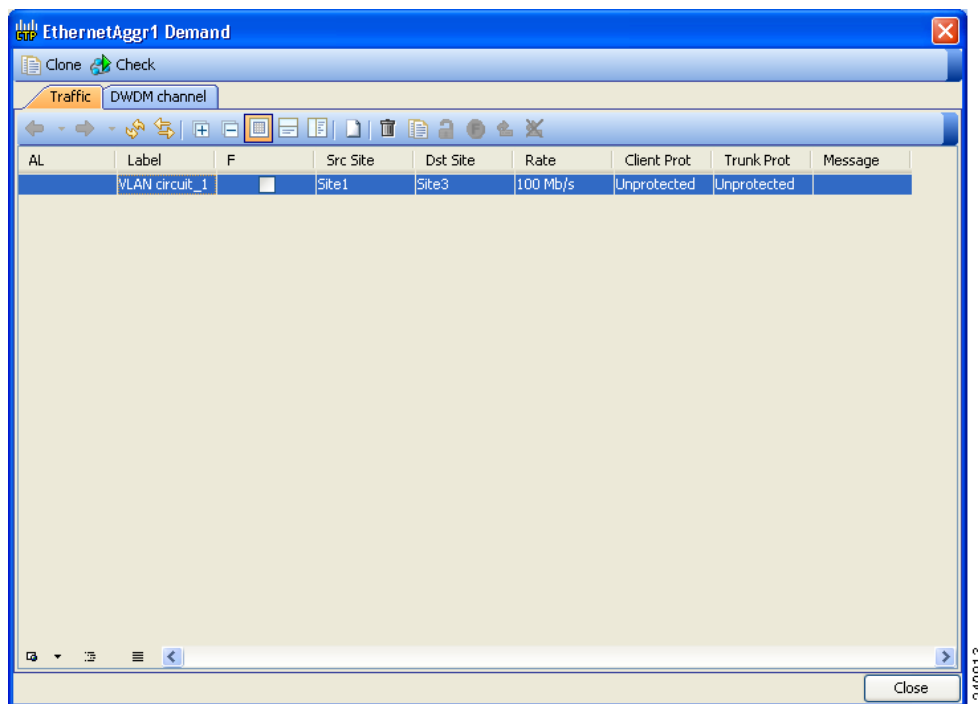 CTP EthernetAggr1 Demand
Clone Check
Traffic DWDM channel
AL Label F Src Site Dst Site Rate Client Prot Trunk Prot Message
VLAN circuit_1 Site1 Site3 100 Mb/s Unprotected Unprotected
Close